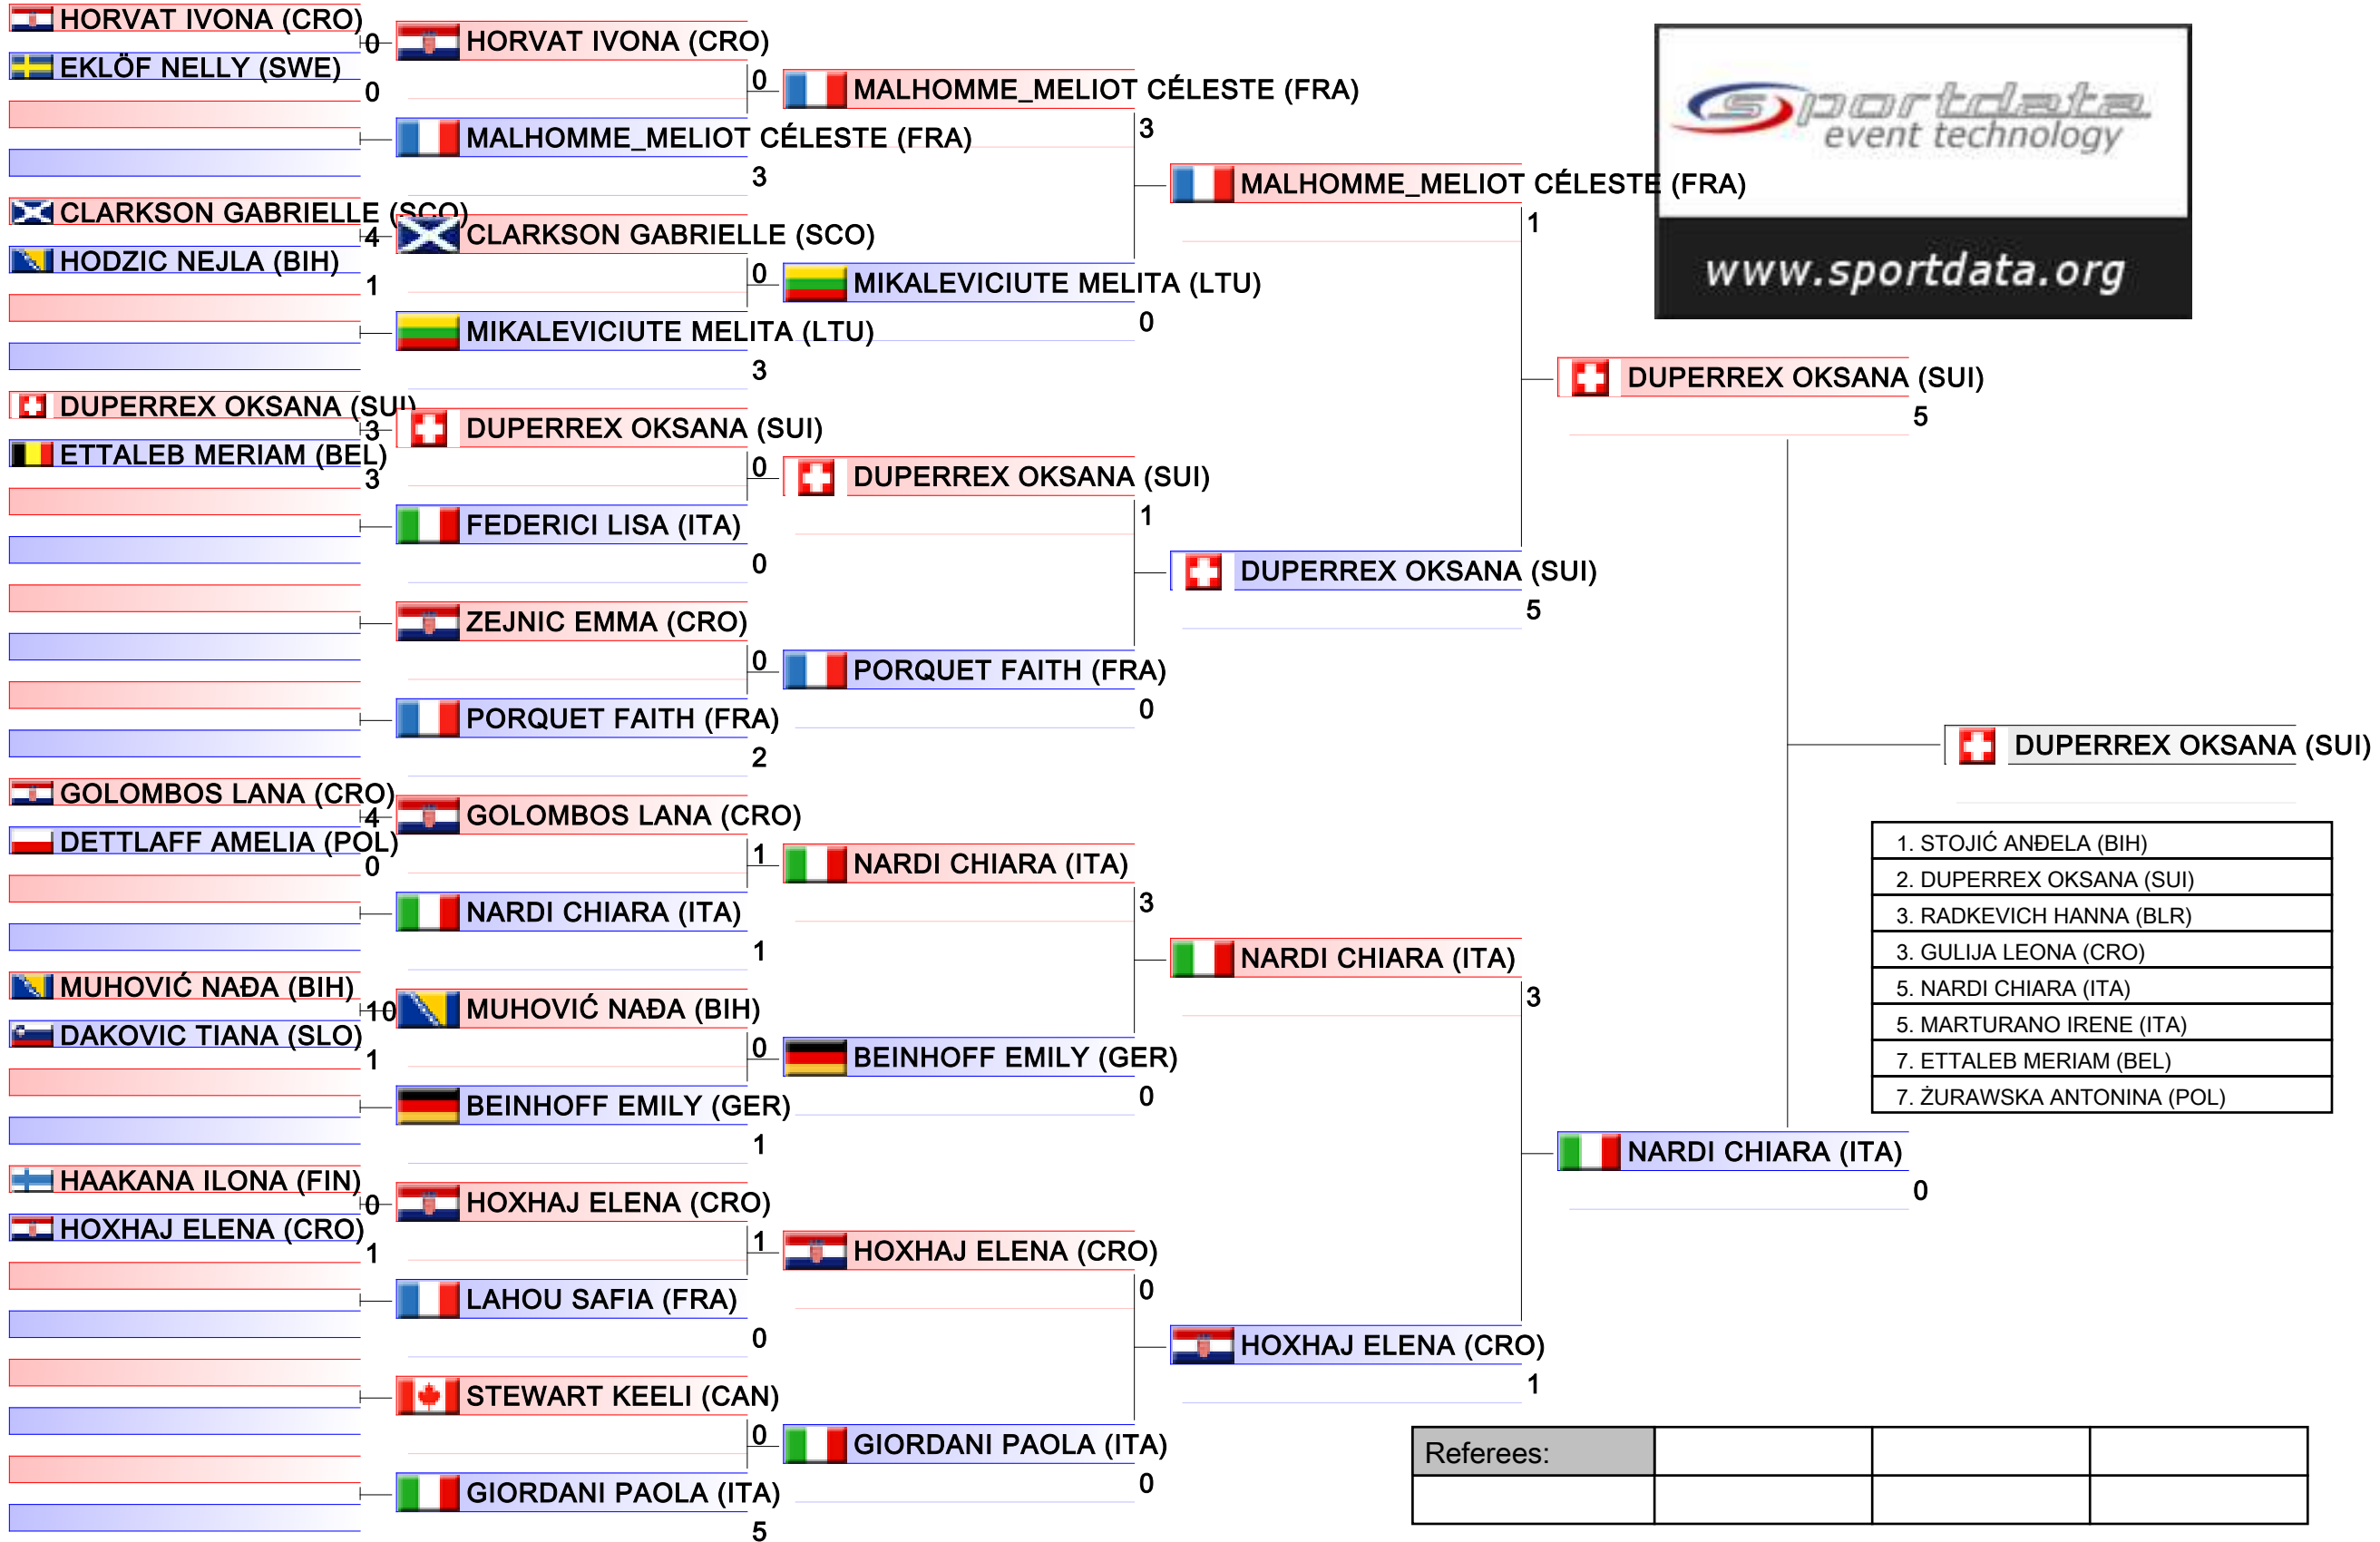 HORVAT IVONA (CRO)
0
EKLÖF NELLY (SWE)
0
CLARKSON GABRIELLE (SCO)
4
HODZIC NEJLA (BIH)
1
DUPERREX OKSANA (SUI)
3
ETTALEB MERIAM (BEL)
3
GOLOMBOS LANA (CRO)
4
DETTLAFF AMELIA (POL)
0
MUHOVIĆ NAĐA (BIH)
10
DAKOVIC TIANA (SLO)
1
HAAKANA ILONA (FIN)
0
HOXHAJ ELENA (CRO)
1
HORVAT IVONA (CRO)
0
MALHOMME_MELIOT CÉLESTE (FRA)
3
CLARKSON GABRIELLE (SCO)
0
MIKALEVICIUTE MELITA (LTU)
3
DUPERREX OKSANA (SUI)
0
FEDERICI LISA (ITA)
0
ZEJNIC EMMA (CRO)
0
PORQUET FAITH (FRA)
2
GOLOMBOS LANA (CRO)
1
NARDI CHIARA (ITA)
1
MUHOVIĆ NAĐA (BIH)
0
BEINHOFF EMILY (GER)
1
HOXHAJ ELENA (CRO)
1
LAHOU SAFIA (FRA)
0
STEWART KEELI (CAN)
0
GIORDANI PAOLA (ITA)
5
MALHOMME_MELIOT CÉLESTE (FRA)
3
MIKALEVICIUTE MELITA (LTU)
0
DUPERREX OKSANA (SUI)
1
PORQUET FAITH (FRA)
0
NARDI CHIARA (ITA)
3
BEINHOFF EMILY (GER)
0
HOXHAJ ELENA (CRO)
0
GIORDANI PAOLA (ITA)
0
MALHOMME_MELIOT CÉLESTE (FRA)
1
DUPERREX OKSANA (SUI)
5
NARDI CHIARA (ITA)
3
HOXHAJ ELENA (CRO)
1
DUPERREX OKSANA (SUI)
5
NARDI CHIARA (ITA)
0
DUPERREX OKSANA (SUI)
sportdata
event technology
www.sportdata.org
1. STOJIĆ ANĐELA (BIH)
2. DUPERREX OKSANA (SUI)
3. RADKEVICH HANNA (BLR)
3. GULIJA LEONA (CRO)
5. NARDI CHIARA (ITA)
5. MARTURANO IRENE (ITA)
7. ETTALEB MERIAM (BEL)
7. ŻURAWSKA ANTONINA (POL)
Referees: